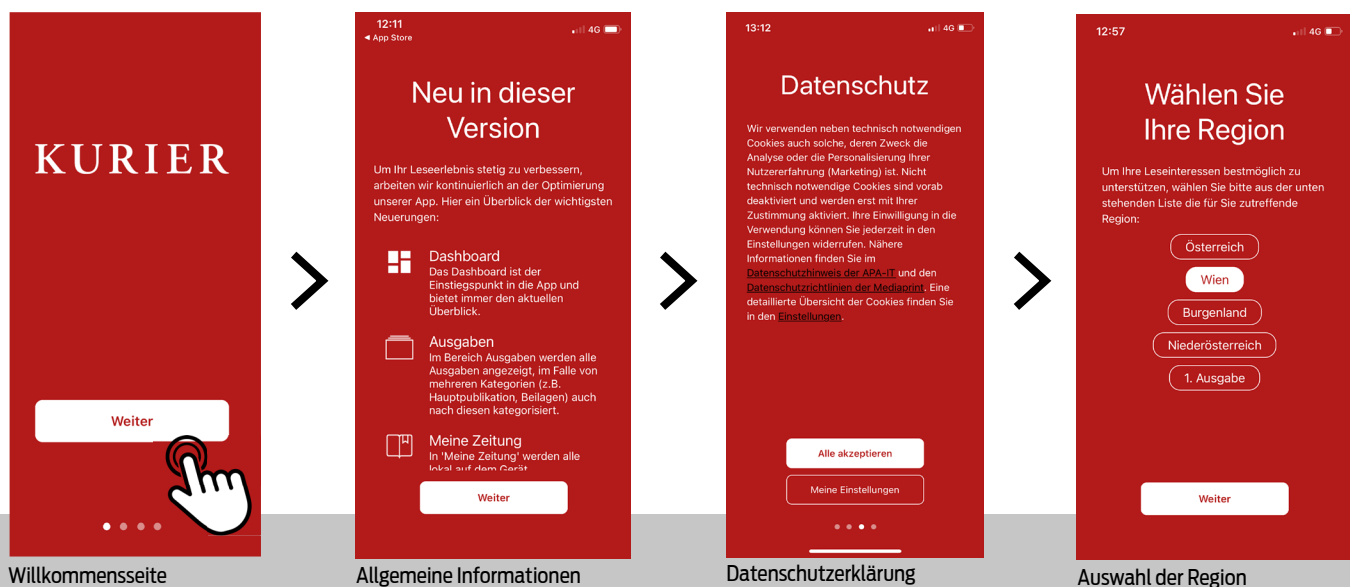 KURIER
Weiter
Willkommensseite
12:11
◀ App Store
4G
Neu in dieser
Version
Um Ihr Leseerlebnis stetig zu verbessern,
arbeiten wir kontinuierlich an der Optimierung
unserer App. Hier ein Überblick der wichtigsten
Neuerungen:
Dashboard
Das Dashboard ist der
Einstiegspunkt in die App und
bietet immer den aktuellen
Überblick.
Ausgaben
Im Bereich Ausgaben werden alle
Ausgaben angezeigt, im Falle von
mehreren Kategorien (z.B.
Hauptpublikation, Beilagen) auch
nach diesen kategorisiert.
Meine Zeitung
In 'Meine Zeitung' werden alle
lokal auf dem Gerät
Weiter
Allgemeine Informationen
13:12
4G
Datenschutz
Wir verwenden neben technisch notwendigen
Cookies auch solche, deren Zweck die
Analyse oder die Personalisierung Ihrer
Nutzererfahrung (Marketing) ist. Nicht
technisch notwendige Cookies sind vorab
deaktiviert und werden erst mit Ihrer
Zustimmung aktiviert. Ihre Einwilligung in die
Verwendung können Sie jederzeit in den
Einstellungen widerrufen. Nähere
Informationen finden Sie im
Datenschutzhinweis der APA-IT und den
Datenschutzrichtlinien der Mediaprint. Eine
detaillierte Übersicht der Cookies finden Sie
in den Einstellungen.
Alle akzeptieren
Meine Einstellungen
Datenschutzerklärung
12:57
4G
Wählen Sie
Ihre Region
Um Ihre Leseinteressen bestmöglich zu
unterstützen, wählen Sie bitte aus der unten
stehenden Liste die für Sie zutreffende
Region:
Österreich
Wien
Burgenland
Niederösterreich
1. Ausgabe
Weiter
Auswahl der Region